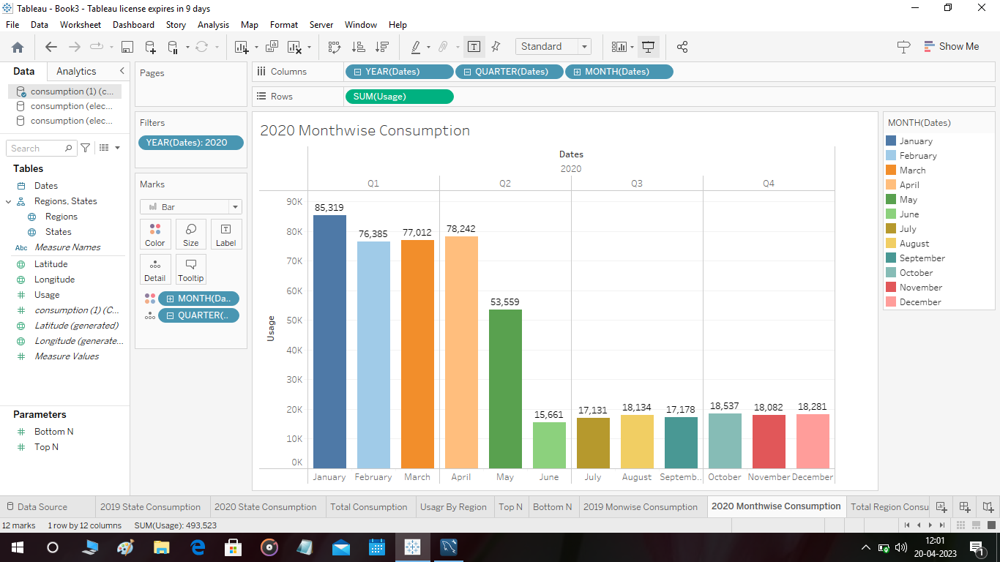 Tableau - Book3 - Tableau license expires in 9 days
File Data Worksheet Dashboard Story Analysis Map Format Server Window Help
Standard
Show Me
Data Analytics
consumption (1) (c...
consumption (elec...
consumption (elec...
Search
Tables
Dates
Regions, States
Regions
States
Abc Measure Names
Latitude
Longitude
Usage
consumption (1) (C...
Latitude (generated)
Longitude (generate...
Measure Values
Parameters
Bottom N
Top N
Pages
Filters
YEAR(Dates): 2020
Marks
Bar
Color Size Label
Detail Tooltip
MONTH(Da..
QUARTER(..
Columns YEAR(Dates) QUARTER(Dates) MONTH(Dates)
Rows SUM(Usage)
2020 Monthwise Consumption
Dates
2020
Q1 Q2 Q3 Q4
Usage
90K
80K
70K
60K
50K
40K
30K
20K
10K
0K
85,319
76,385
77,012
78,242
53,559
15,661
17,131
18,134
17,178
18,537
18,082
18,281
January February March April May June July August Septemb.. October November December
MONTH(Dates)
January
February
March
April
May
June
July
August
September
October
November
December
Data Source 2019 State Consumption 2020 State Consumption Total Consumption Usagr By Region Top N Bottom N 2019 Monwise Consumption 2020 Monthwise Consumption Total Region Consu
12 marks 1 row by 12 columns SUM(Usage): 493,523
12:01
20-04-2023
1